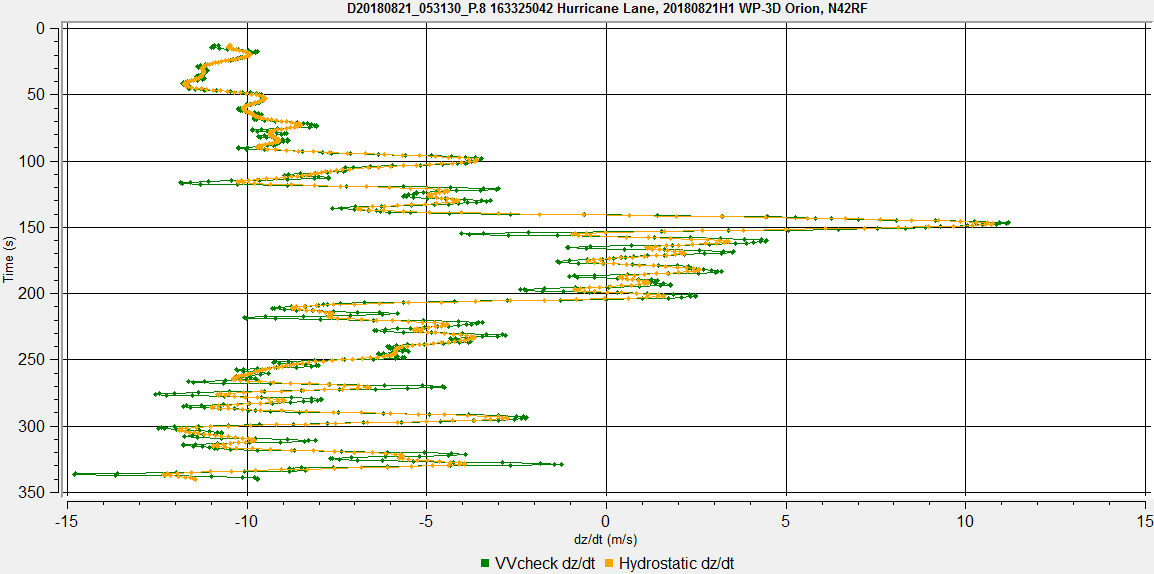 D20180821_053130_P.8 163325042 Hurricane Lane, 20180821H1 WP-3D Orion, N42RF
0
50
100
150
200
250
300
350
Time (s)
-15 -10 -5 0 5 10 15
dz/dt (m/s)
VVcheck dz/dt Hydrostatic dz/dt